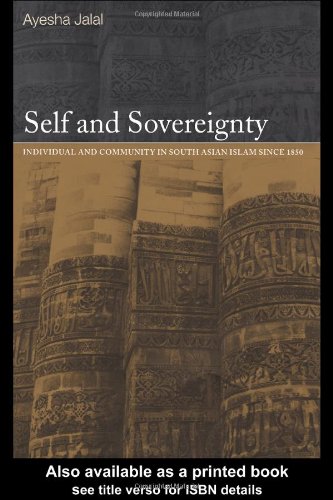 Ayesha Jalal
Self and Sovereignty
INDIVIDUAL AND COMMUNITY IN SOUTH ASIAN ISLAM SINCE 1850
Also available as a printed book
see title verso for ISBN details